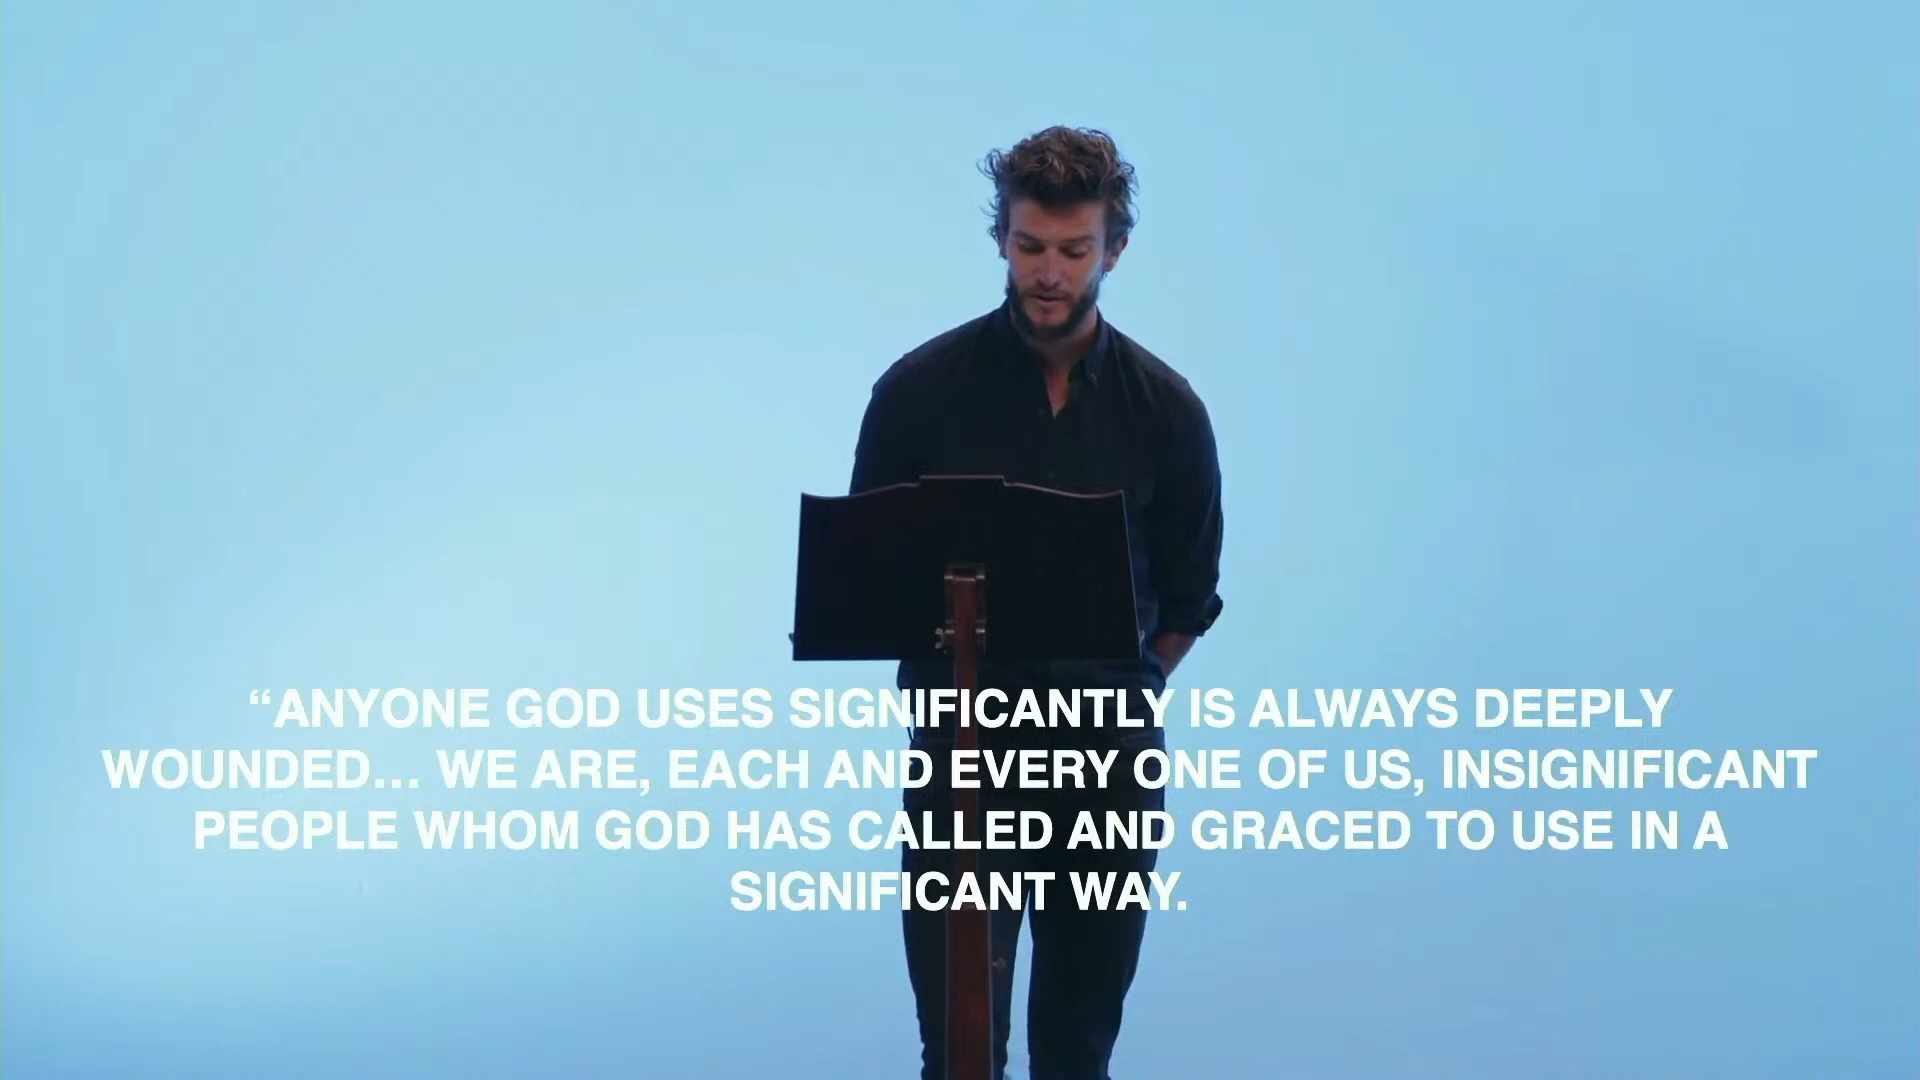 “ANYONE GOD USES SIGNIFICANTLY IS ALWAYS DEEPLY
WOUNDED... WE ARE, EACH AND EVERY ONE OF US, INSIGNIFICANT
PEOPLE WHOM GOD HAS CALLED AND GRACED TO USE IN A
SIGNIFICANT WAY.